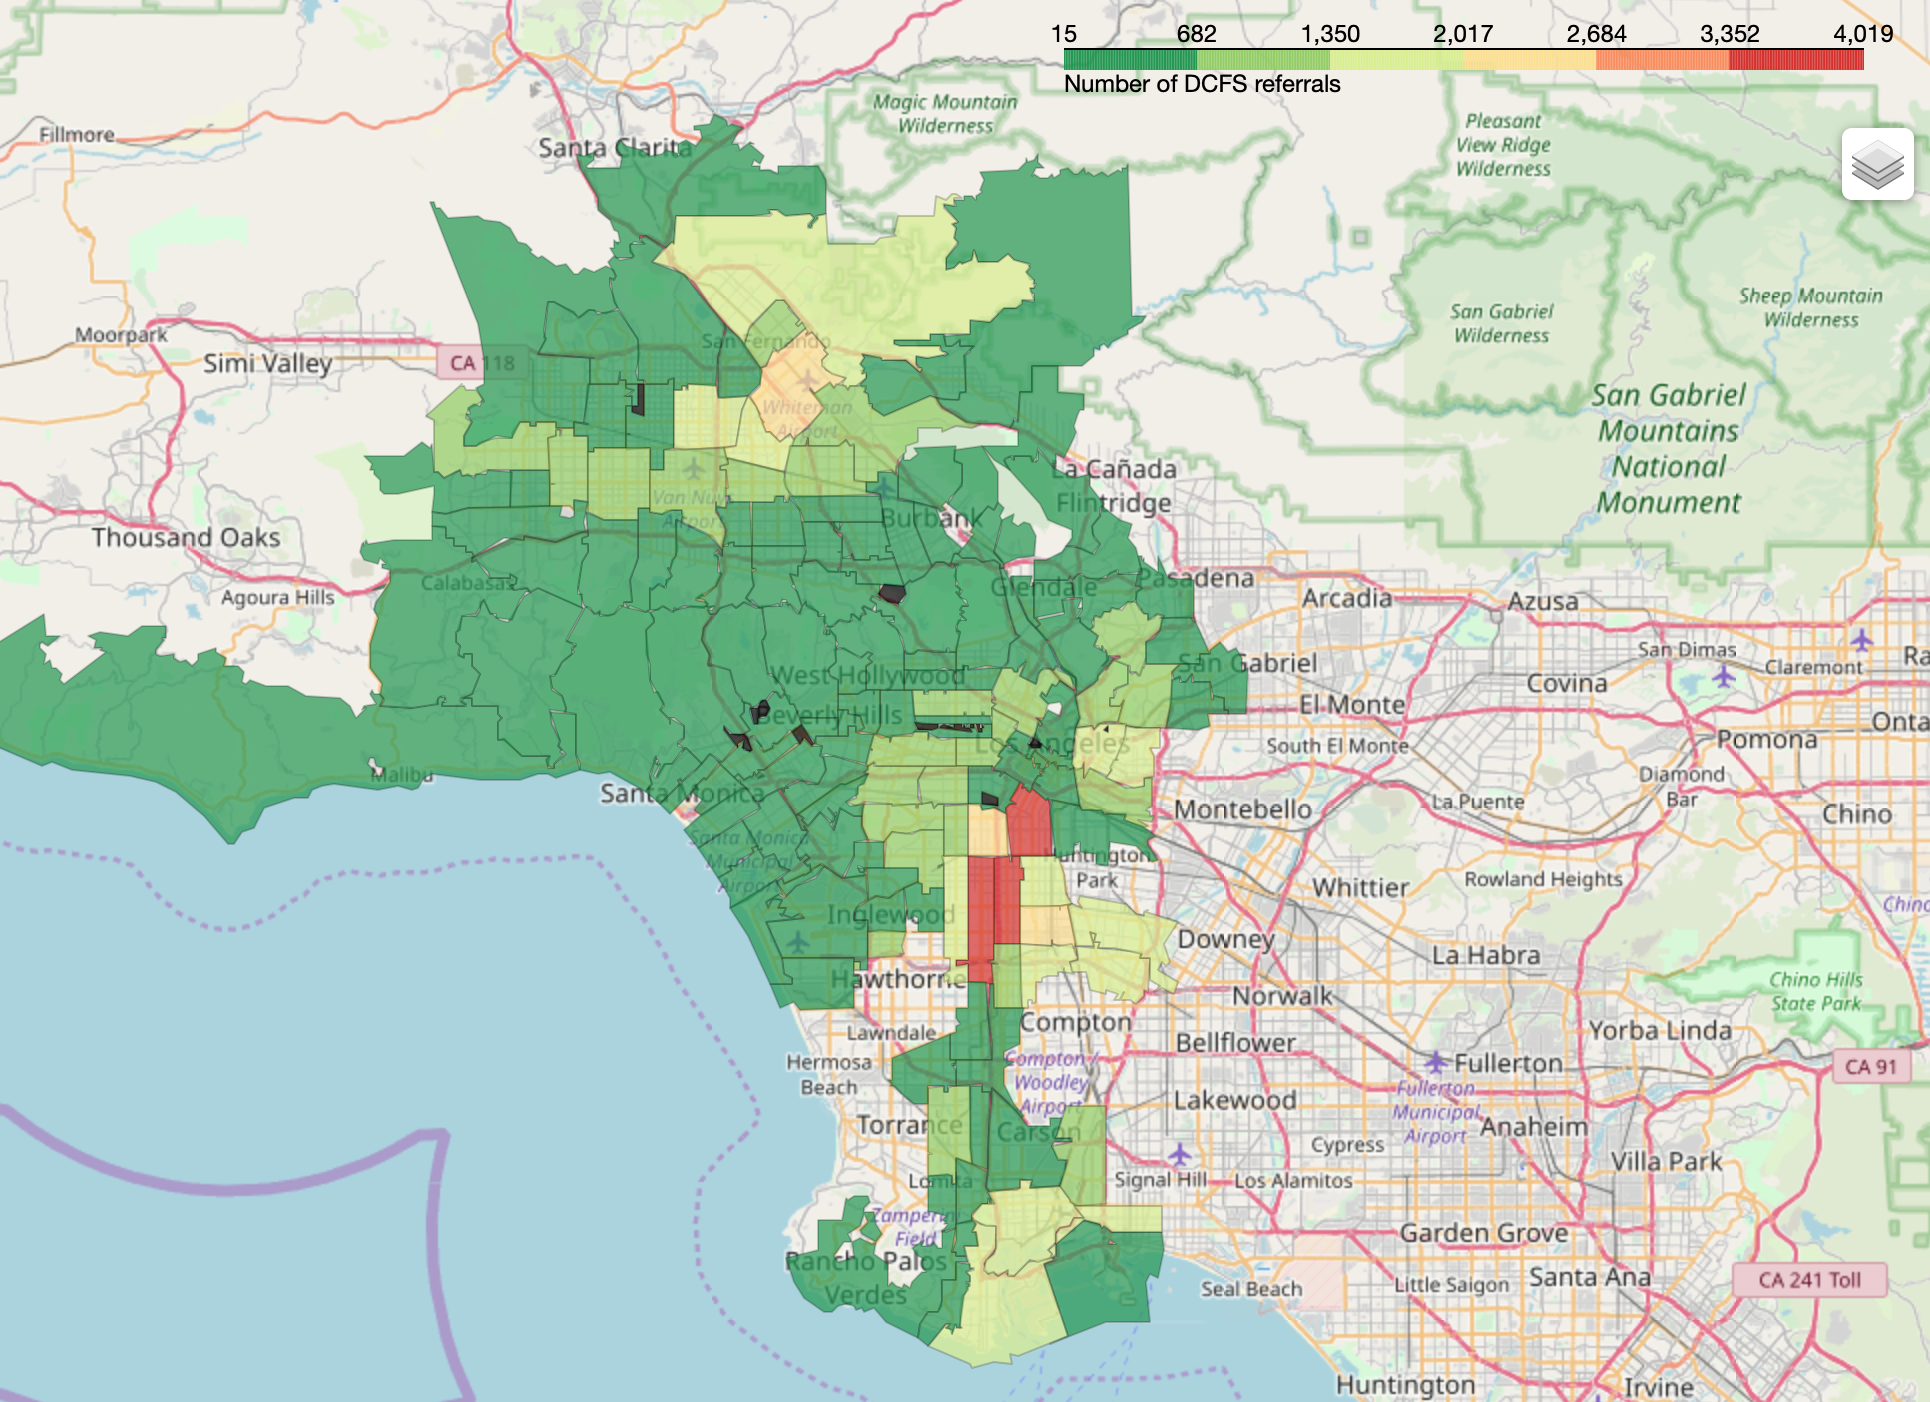 15 682 1,350 2,017 2,684 3,352 4,019
Number of DCFS referrals
Magic Mountain
Wilderness
Pleasant
View Ridge
Wilderness
Fillmore
Santa Clarita
San Gabriel
Wilderness
Sheep Mountain
Wilderness
Moorpark
Simi Valley
CA 118
San Fernando
Whiteman
Airport
San Gabriel
Mountains
National
Monument
La Cañada
Flintridge
Van Nuys
Airport
Burbank
Thousand Oaks
Calabasas
Agoura Hills
Glendale
Pasadena
Arcadia
Azusa
San Dimas
Claremont
Ra
West Hollywood
San Gabriel
Covina
El Monte
Beverly Hills
Los Angeles
South El Monte
Pomona
Onta
Malibu
Santa Monica
Montebello
La Puente
Diamond
Bar
Chino
Santa Monica
Municipal
Airport
Huntington
Park
Whittier
Rowland Heights
Chino
Inglewood
Downey
La Habra
Hawthorne
Norwalk
Chino Hills
State Park
Lawndale
Compton
Bellflower
Yorba Linda
Hermosa
Beach
Compton /
Woodley
Airport
Fullerton
CA 91
Fullerton
Municipal
Airport
Lakewood
Torrance
Carson
Cypress
Anaheim
Villa Park
Lomita
Signal Hill
Los Alamitos
Zamperini
Field
Garden Grove
Rancho Palos
Verdes
Seal Beach
Little Saigon
Santa Ana
CA 241 Toll
Huntington
Irvine